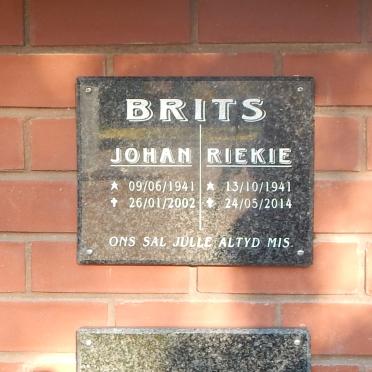 BRITS
JOHAN RIEKIE
★ 09/06/1941 ★ 13/10/1941
✝ 26/01/2002 ✝ 24/05/2014
ONS SAL JULLE ALTYD MIS